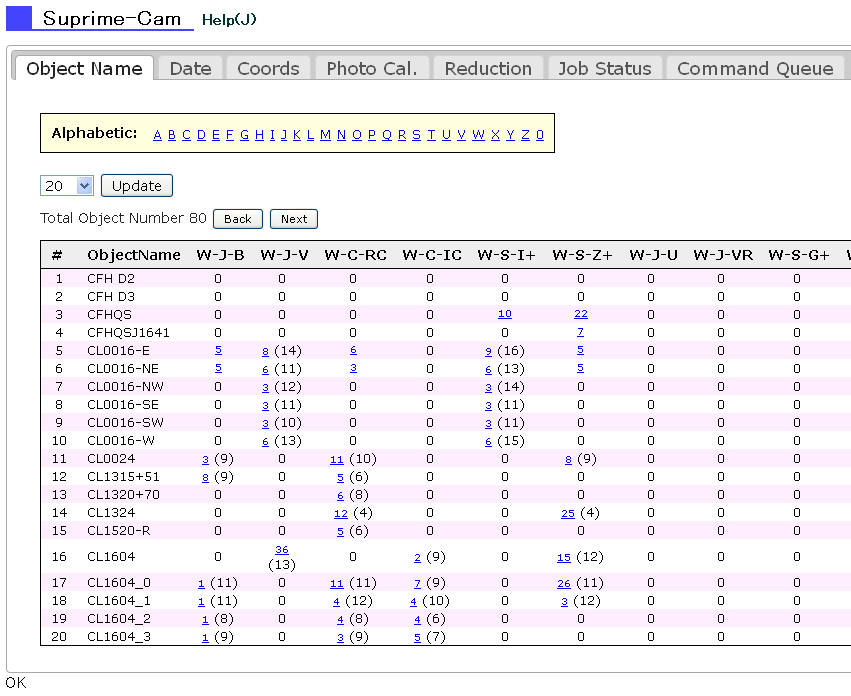 Suprime-Cam Help(J)
Object Name Date Coords Photo Cal. Reduction Job Status Command Queue
Alphabetic: A B C D E F G H I J K L M N O P Q R S T U V W X Y Z 0
20 Update
Total Object Number 80 Back Next
# ObjectName W-J-B W-J-V W-C-RC W-C-IC W-S-I+ W-S-Z+ W-J-U W-J-VR W-S-G+
1 CFH D2 0 0 0 0 0 0 0 0 0
2 CFH D3 0 0 0 0 0 0 0 0 0
3 CFHQS 0 0 0 0 10 22 0 0 0
4 CFHQSJ1641 0 0 0 0 0 7 0 0 0
5 CL0016-E 5 8 (14) 6 0 9 (16) 5 0 0 0
6 CL0016-NE 5 6 (11) 3 0 6 (13) 5 0 0 0
7 CL0016-NW 0 3 (12) 0 0 3 (14) 0 0 0 0
8 CL0016-SE 0 3 (11) 0 0 3 (11) 0 0 0 0
9 CL0016-SW 0 3 (10) 0 0 3 (11) 0 0 0 0
10 CL0016-W 0 6 (13) 0 0 6 (15) 0 0 0 0
11 CL0024 3 (9) 0 11 (10) 0 0 8 (9) 0 0 0
12 CL1315+51 8 (9) 0 5 (6) 0 0 0 0 0 0
13 CL1320+70 0 0 6 (8) 0 0 0 0 0 0
14 CL1324 0 0 12 (4) 0 0 25 (4) 0 0 0
15 CL1520-R 0 0 5 (6) 0 0 0 0 0 0
16 CL1604 0 36 (13) 0 2 (9) 0 15 (12) 0 0 0
17 CL1604_0 1 (11) 0 11 (11) 7 (9) 0 26 (11) 0 0 0
18 CL1604_1 1 (11) 0 4 (12) 4 (10) 0 3 (12) 0 0 0
19 CL1604_2 1 (8) 0 4 (8) 4 (6) 0 0 0 0 0
20 CL1604_3 1 (9) 0 3 (9) 5 (7) 0 0 0 0 0
OK